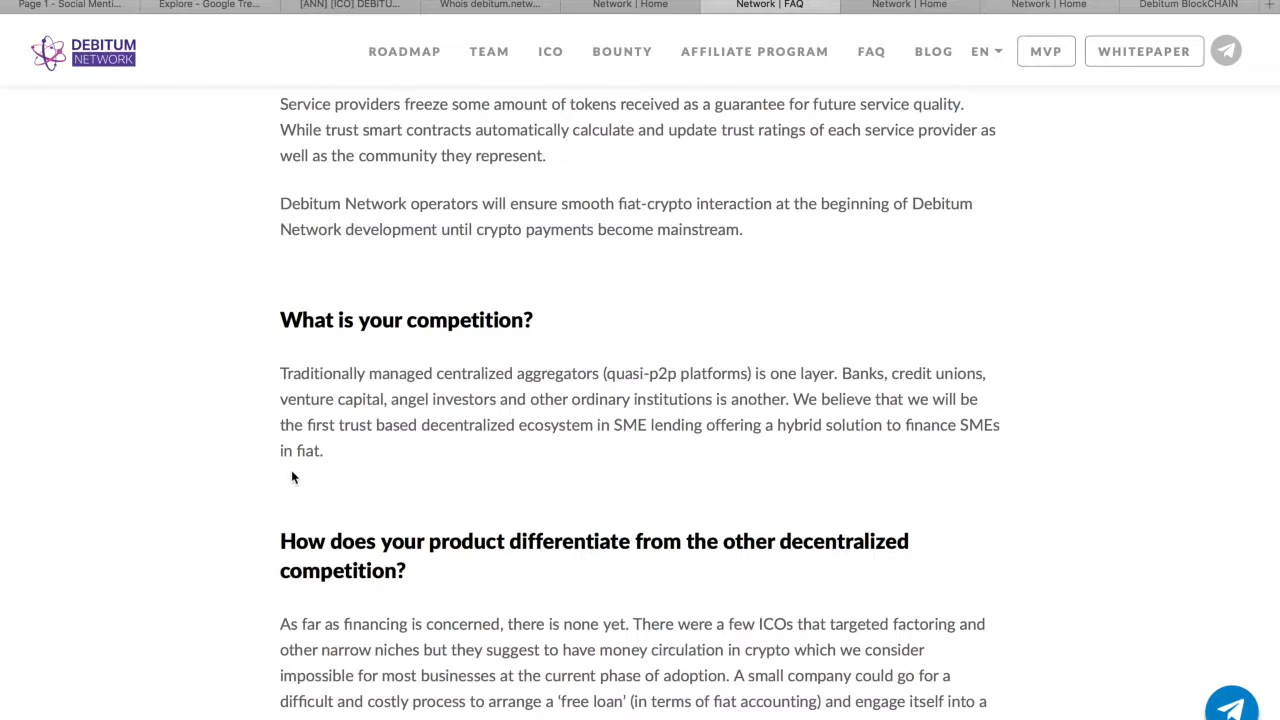 Page 1 - Social Menti...
Explore - Google Tre...
[ANN] [ICO] DEBITU...
Whois debitum.netw...
Network | Home
Network | FAQ
Network | Home
Network | Home
Debitum BlockCHAIN
DEBITUM
NETWORK
ROADMAP
TEAM
ICO
BOUNTY
AFFILIATE PROGRAM
FAQ
BLOG
EN
MVP
WHITEPAPER
Service providers freeze some amount of tokens received as a guarantee for future service quality.
While trust smart contracts automatically calculate and update trust ratings of each service provider as
well as the community they represent.
Debitum Network operators will ensure smooth fiat-crypto interaction at the beginning of Debitum
Network development until crypto payments become mainstream.
What is your competition?
Traditionally managed centralized aggregators (quasi-p2p platforms) is one layer. Banks, credit unions,
venture capital, angel investors and other ordinary institutions is another. We believe that we will be
the first trust based decentralized ecosystem in SME lending offering a hybrid solution to finance SMEs
in fiat.
How does your product differentiate from the other decentralized
competition?
As far as financing is concerned, there is none yet. There were a few ICOs that targeted factoring and
other narrow niches but they suggest to have money circulation in crypto which we consider
impossible for most businesses at the current phase of adoption. A small company could go for a
difficult and costly process to arrange a ‘free loan’ (in terms of fiat accounting) and engage itself into a